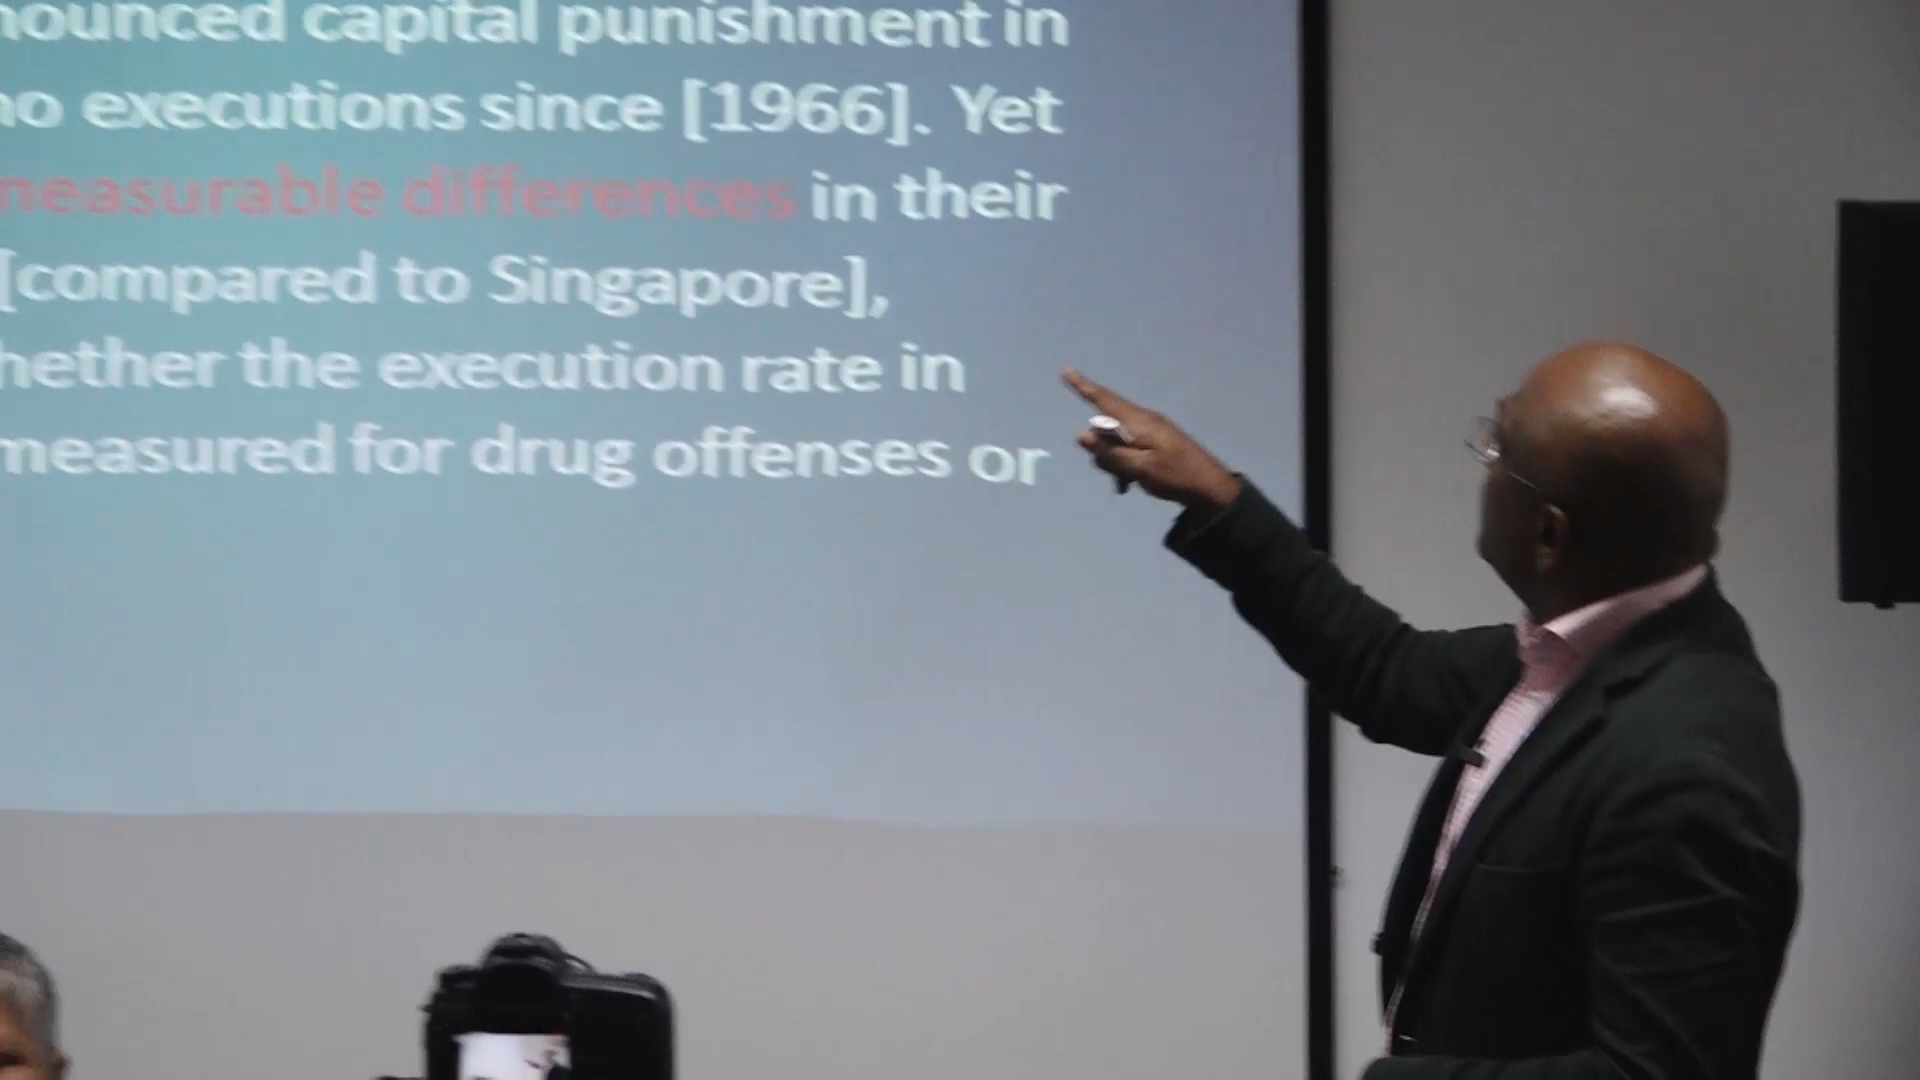 nounced capital punishment in
no executions since [1966]. Yet
measurable differences in their
[compared to Singapore],
hether the execution rate in
measured for drug offenses or